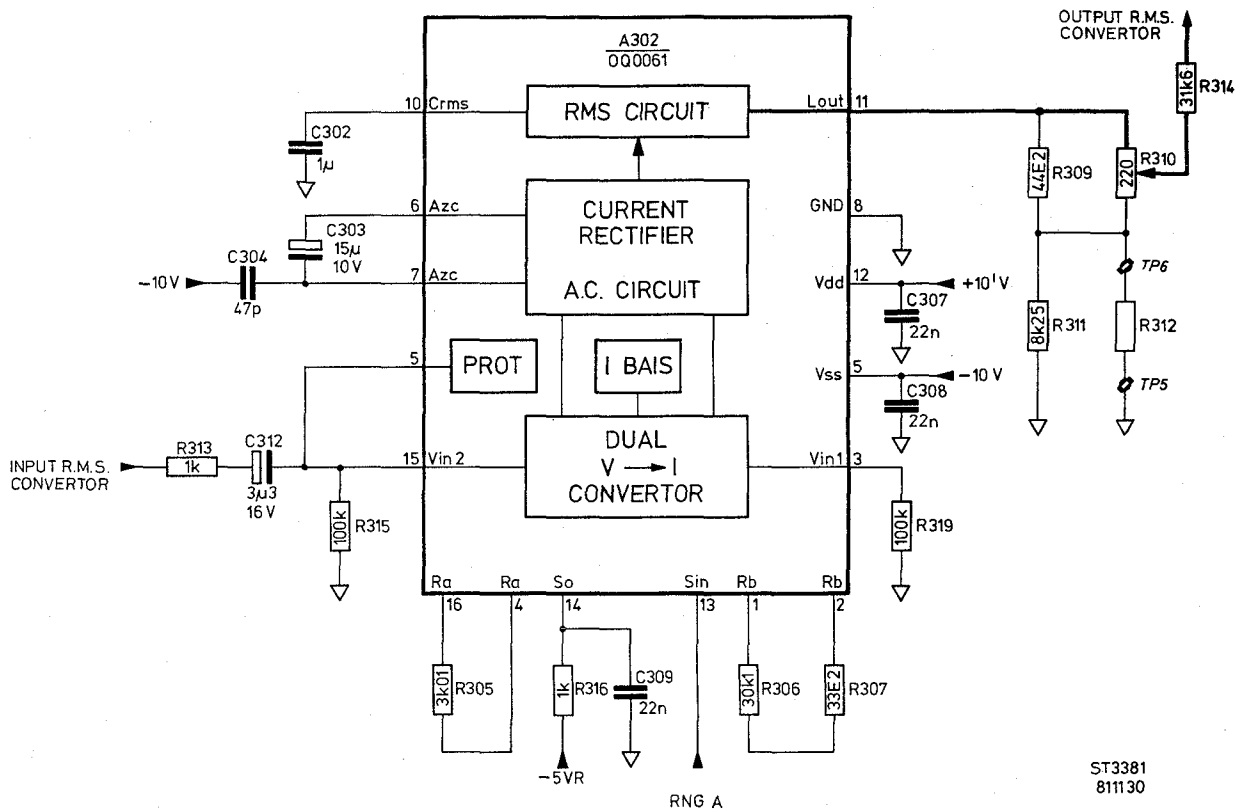 OUTPUT R.M.S.
CONVERTOR
31k6
R314
A302
OQ0061
10
Crms
RMS CIRCUIT
Iout
11
C302
1µ
44E2
R309
220
R310
6
Azc
CURRENT
RECTIFIER
A.C. CIRCUIT
GND
8
C303
15µ
10V
C304
-10V
47p
7
Azc
Vdd
12
+10'V
C307
22n
TP6
8k25
R311
R312
TP5
5
PROT
I BAIS
Vss
5
-10 V
C308
22n
INPUT R.M.S.
CONVERTOR
R313
1k
C312
3µ3
16V
15
Vin 2
DUAL
V → I
CONVERTOR
Vin1
3
100k
R315
100k
R319
Ra
Ra
So
Sin
Rb
Rb
16
4
14
13
1
2
3k01
R305
1k
R316
C309
22n
30k1
R306
33E2
R307
-5VR
RNG A
ST3381
811130